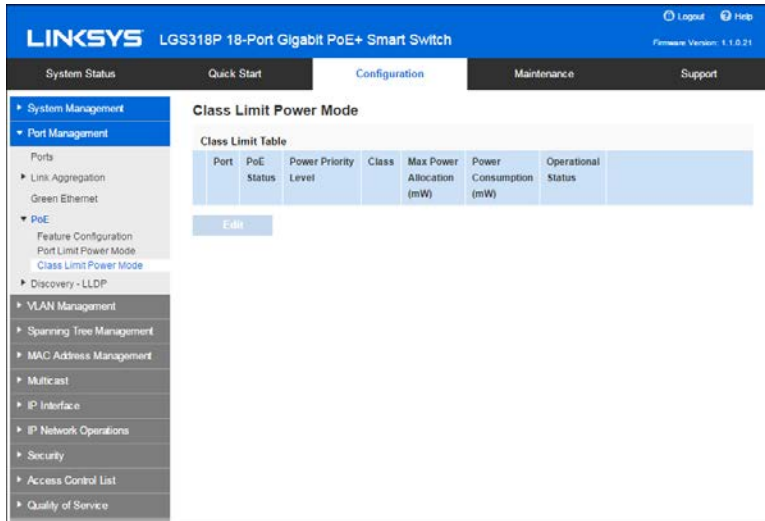 Logout Help
LINKSYS LGS318P 18-Port Gigabit PoE+ Smart Switch
Firmware Version: 1.1.0.21
System Status Quick Start Configuration Maintenance Support
System Management
Port Management
Ports
Link Aggregation
Green Ethernet
PoE
Feature Configuration
Port Limit Power Mode
Class Limit Power Mode
Discovery - LLDP
VLAN Management
Spanning Tree Management
MAC Address Management
Multicast
IP Interface
IP Network Operations
Security
Access Control List
Quality of Service
Class Limit Power Mode
Class Limit Table
Port PoE Power Priority Class Max Power Power Operational
Status Level Allocation Consumption Status
(mW) (mW)
Edit